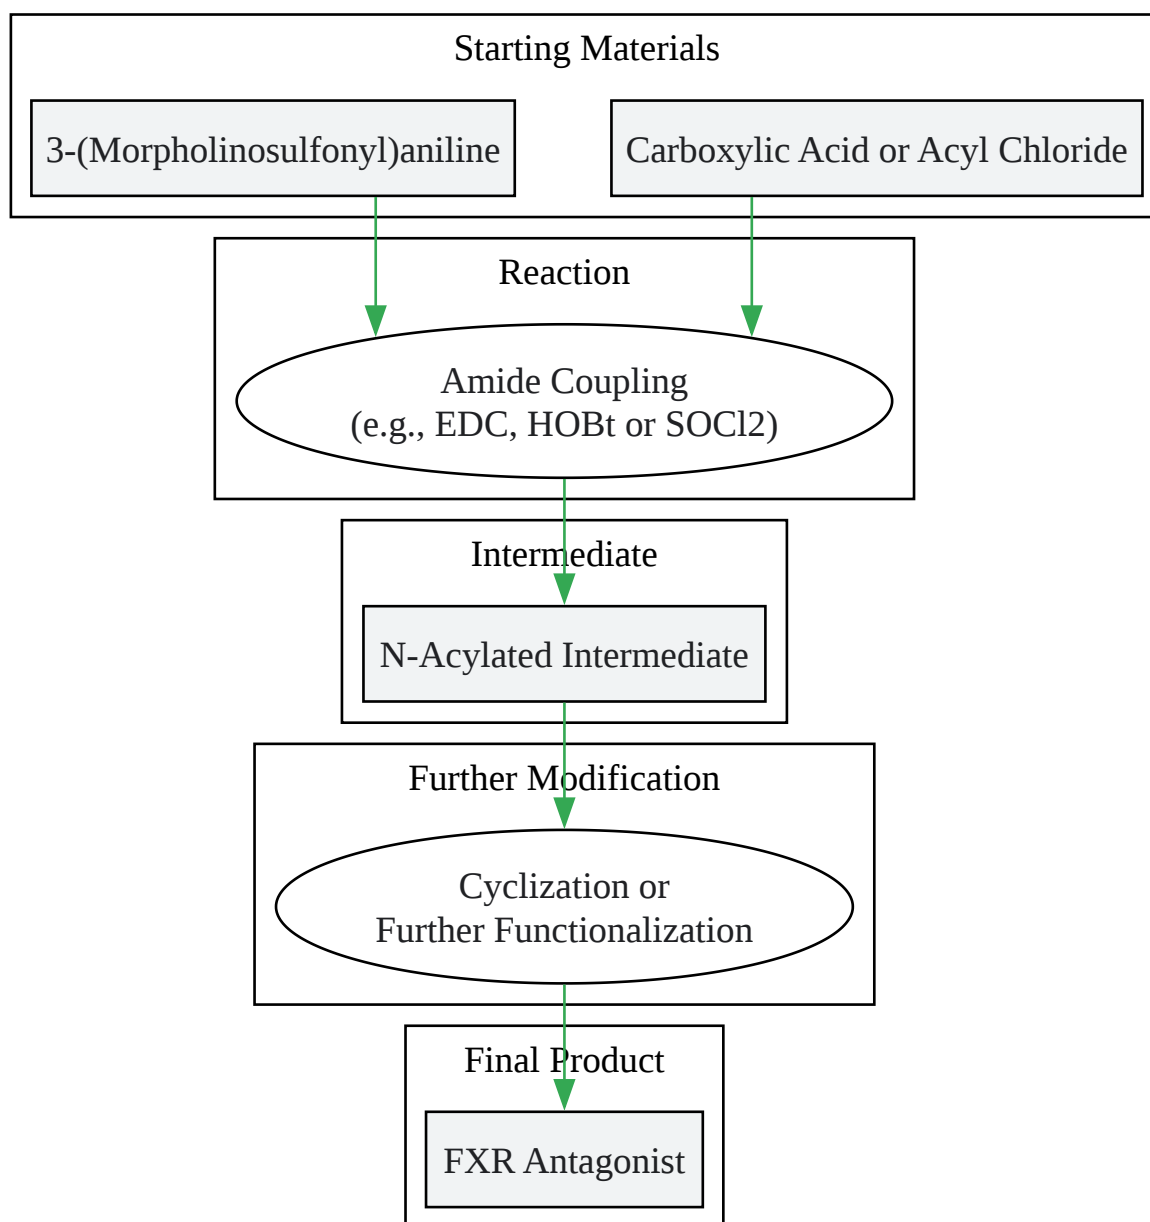 Starting Materials
3-(Morpholinosulfonyl)aniline
Carboxylic Acid or Acyl Chloride
Reaction
Amide Coupling
(e.g., EDC, HOBt or SOCl2)
Intermediate
N-Acylated Intermediate
Further Modification
Cyclization or
Further Functionalization
Final Product
FXR Antagonist